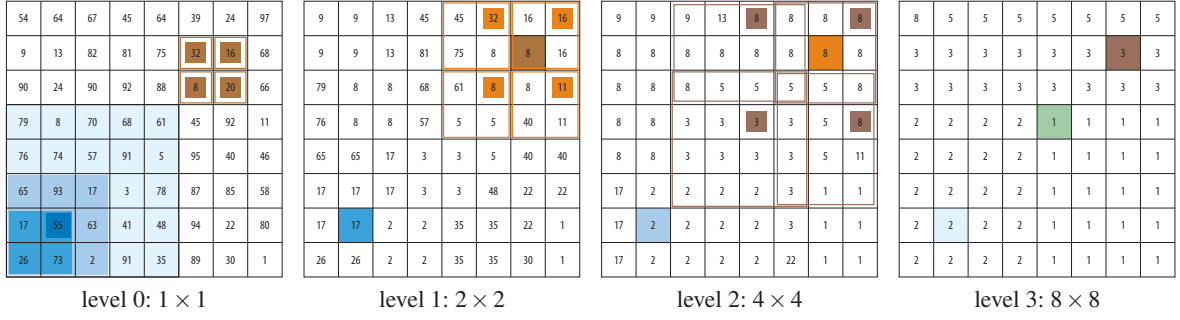 54 64 67 45 64 39 24 97
9 13 82 81 75 32 16 68
90 24 90 92 88 8 20 66
79 8 70 68 61 45 92 11
76 74 57 91 5 95 40 46
65 93 17 3 78 87 85 58
17 55 63 41 48 94 22 80
26 73 2 91 35 89 30 1
level 0: 1 × 1
9 9 13 45 45 32 16 16
9 9 13 81 75 8 8 16
79 8 8 68 61 8 8 11
76 8 8 57 5 5 40 11
65 65 17 3 3 5 40 40
17 17 17 3 3 48 22 22
17 17 2 2 35 35 22 1
26 26 2 2 35 35 30 1
level 1: 2 × 2
9 9 9 13 8 8 8 8
8 8 8 8 8 8 8 8
8 8 8 5 5 5 5 8
8 8 3 3 3 3 5 8
8 8 3 3 3 3 5 11
17 2 2 2 2 3 1 1
17 2 2 2 2 3 1 1
17 2 2 2 2 22 1 1
level 2: 4 × 4
8 5 5 5 5 5 5 5
3 3 3 3 3 3 3 3
3 3 3 3 3 3 3 3
2 2 2 2 1 1 1 1
2 2 2 2 1 1 1 1
2 2 2 2 1 1 1 1
2 2 2 2 1 1 1 1
2 2 2 2 1 1 1 1
level 3: 8 × 8